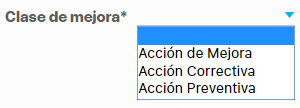 Clase de mejora*
Acción de Mejora
Acción Correctiva
Acción Preventiva